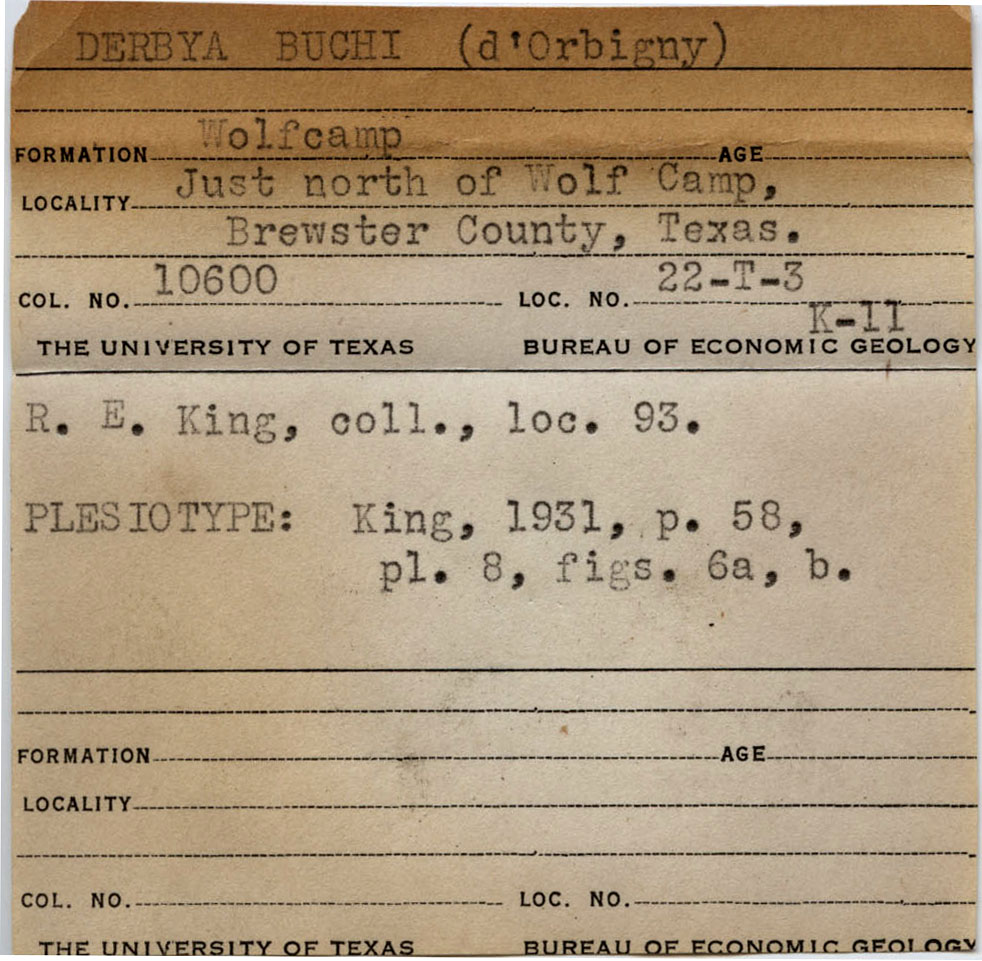 DERBYA BUCHI (d'Orbigny)
Wolfcamp
FORMATION AGE
Just north of Wolf Camp,
LOCALITY
Brewster County, Texas.
COL. NO. 10600 LOC. NO. 22-T-3
K-11
THE UNIVERSITY OF TEXAS BUREAU OF ECONOMIC GEOLOGY
R. E. King, coll., loc. 93.
PLESIOTYPE: King, 1931, p. 58,
pl. 8, figs. 6a, b.
FORMATION AGE
LOCALITY
COL. NO. LOC. NO.
THE UNIVERSITY OF TEXAS BUREAU OF ECONOMIC GEOLOGY